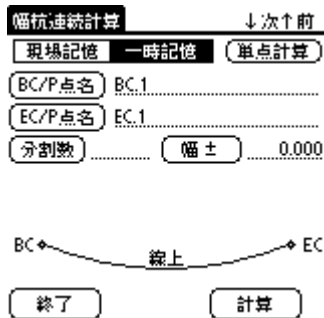 幅杭連続計算 ↓次↑前
現場記憶 一時記憶 単点計算
BC/P点名 BC.1
EC/P点名 EC.1
分割数 幅± 0.000
BC 線上 EC
終了 計算